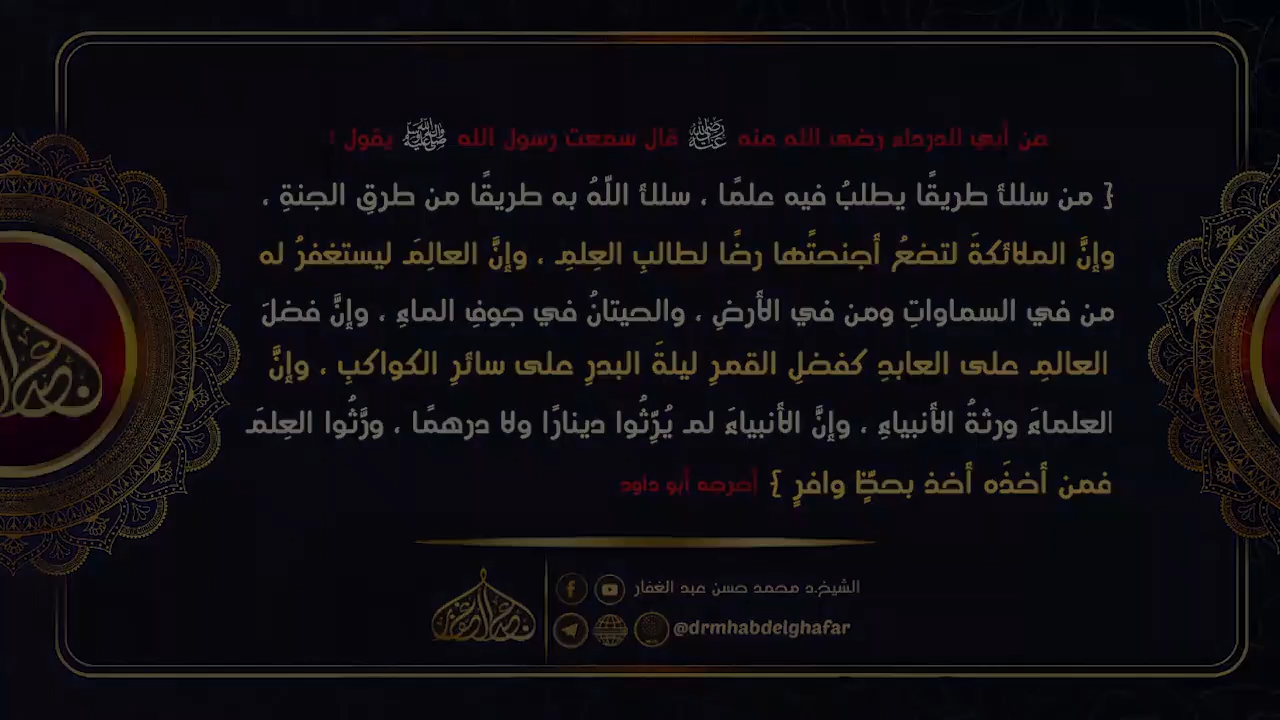 عن أبي الدرداء رضي الله عنه ﵁ قال سمعت رسول الله ﷺ يقول :
{ من سلك طريقًا يطلبُ فيه علمًا ، سلك اللّهُ به طريقًا من طرقِ الجنةِ ،
وإنَّ الملائكةَ لتضعُ أجنحتَها رضًا لطالبِ العِلمِ ، وإنَّ العالِمَ ليستغفرُ له
من في السماواتِ ومن في الأرضِ ، والحيتانُ في جوفِ الماءِ ، وإنَّ فضلَ
العالمِ على العابدِ كفضلِ القمرِ ليلةَ البدرِ على سائرِ الكواكبِ ، وإنَّ
العلماءَ ورثةُ الأنبياءِ ، وإنَّ الأنبياءَ لم يُرِّثُوا دينارًا ولا درهمًا ، ورَّثُوا العِلمَ
فمن أخذَه أخذ بحظٍّ وافرٍ } أخرجه أبو داود
الشيخ.د محمد حسن عبد الغفار
@drmhabdelghafar